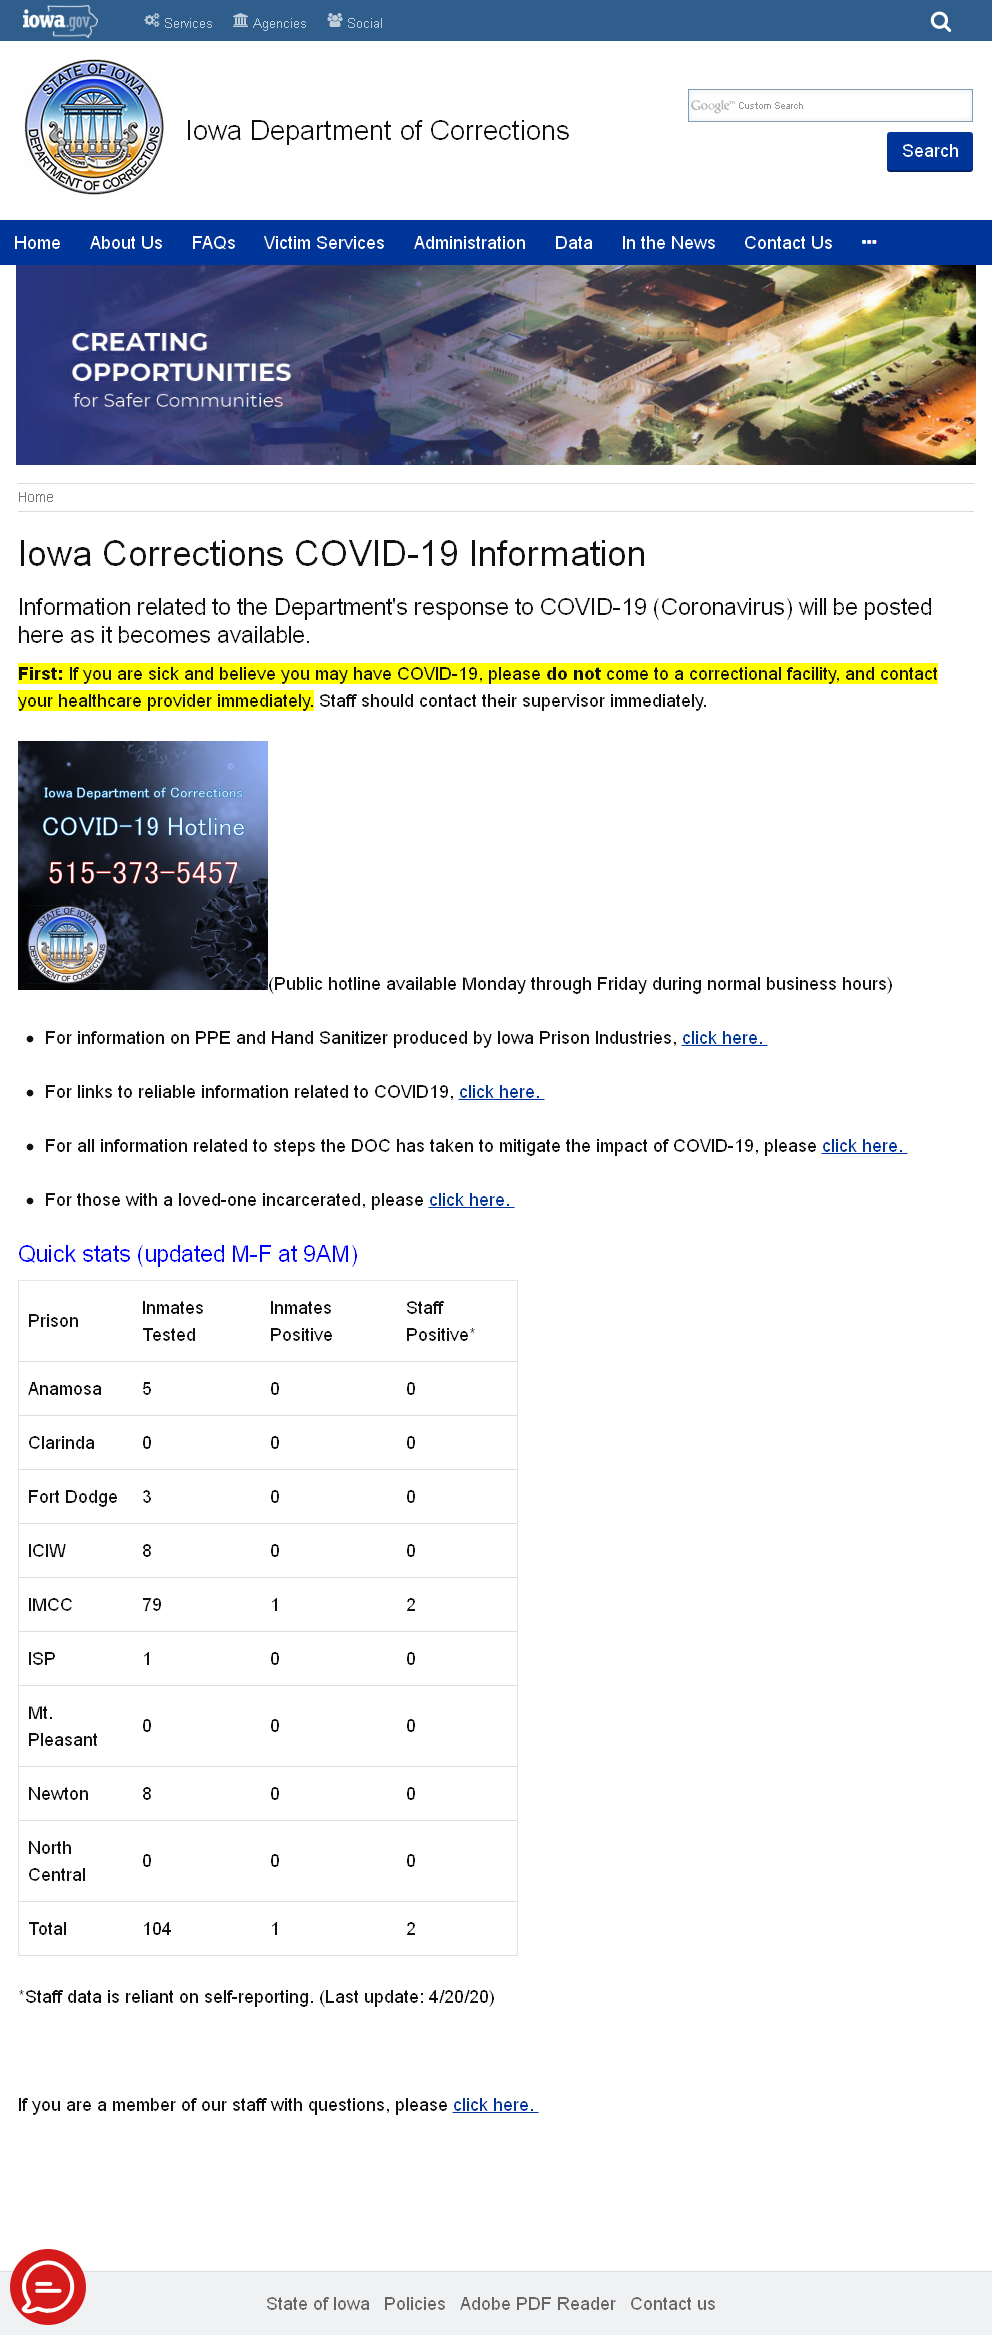 iowa.gov Services Agencies Social
STATE OF IOWA
DEPARTMENT OF CORRECTIONS
Iowa Department of Corrections
Google™ Custom Search
Search
Home About Us FAQs Victim Services Administration Data In the News Contact Us ...
CREATING
OPPORTUNITIES
for Safer Communities
Home
Iowa Corrections COVID-19 Information
Information related to the Department's response to COVID-19 (Coronavirus) will be posted
here as it becomes available.
First: If you are sick and believe you may have COVID-19, please do not come to a correctional facility, and contact
your healthcare provider immediately. Staff should contact their supervisor immediately.
Iowa Department of Corrections
COVID-19 Hotline
515-373-5457
STATE OF IOWA
DEPARTMENT OF CORRECTIONS
(Public hotline available Monday through Friday during normal business hours)
• For information on PPE and Hand Sanitizer produced by Iowa Prison Industries, click here.
• For links to reliable information related to COVID19, click here.
• For all information related to steps the DOC has taken to mitigate the impact of COVID-19, please click here.
• For those with a loved-one incarcerated, please click here.
Quick stats (updated M-F at 9AM)
Prison Inmates Tested Inmates Positive Staff Positive*
Anamosa 5 0 0
Clarinda 0 0 0
Fort Dodge 3 0 0
ICIW 8 0 0
IMCC 79 1 2
ISP 1 0 0
Mt. Pleasant 0 0 0
Newton 8 0 0
North Central 0 0 0
Total 104 1 2
*Staff data is reliant on self-reporting. (Last update: 4/20/20)
If you are a member of our staff with questions, please click here.
State of Iowa Policies Adobe PDF Reader Contact us